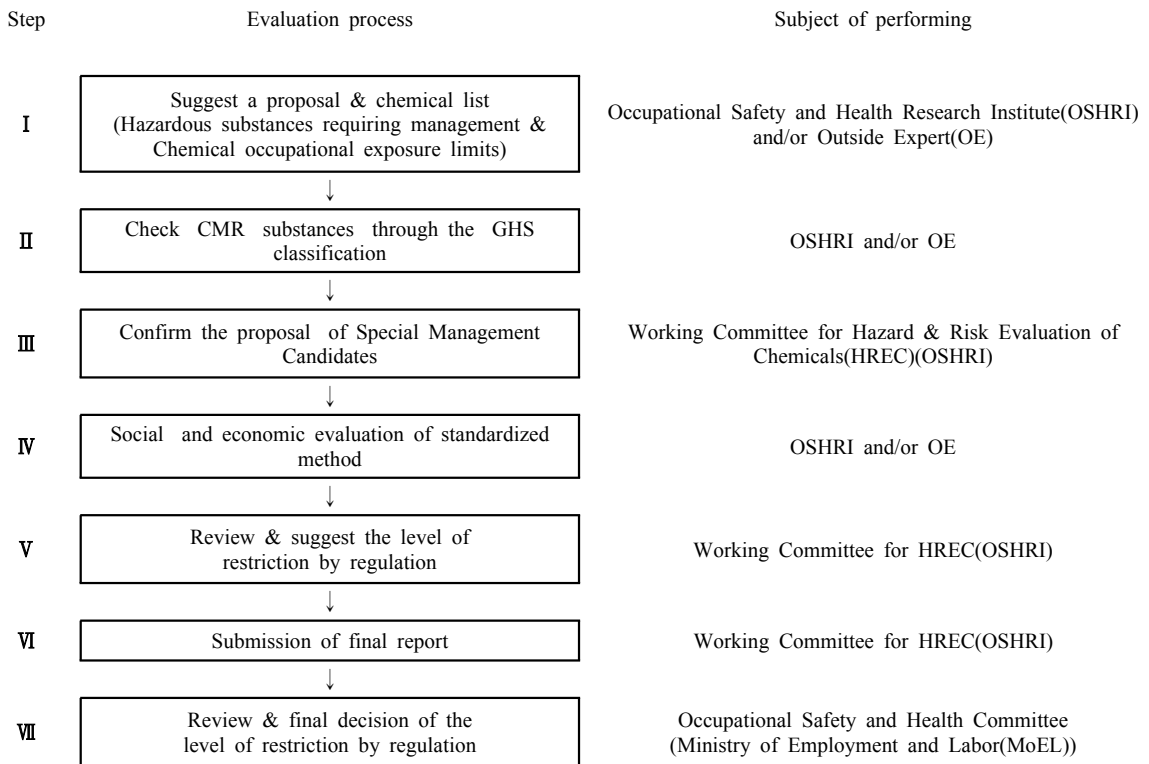 Step Evaluation process Subject of performing
Ⅰ
Suggest a proposal & chemical list
(Hazardous substances requiring management &
Chemical occupational exposure limits)
Occupational Safety and Health Research Institute(OSHRI)
and/or Outside Expert(OE)
↓
Ⅱ
Check CMR substances through the GHS
classification
OSHRI and/or OE
↓
Ⅲ
Confirm the proposal of Special Management
Candidates
Working Committee for Hazard & Risk Evaluation of
Chemicals(HREC)(OSHRI)
↓
Ⅳ
Social and economic evaluation of standardized
method
OSHRI and/or OE
↓
Ⅴ
Review & suggest the level of
restriction by regulation
Working Committee for HREC(OSHRI)
↓
Ⅵ
Submission of final report
Working Committee for HREC(OSHRI)
↓
Ⅶ
Review & final decision of the
level of restriction by regulation
Occupational Safety and Health Committee
(Ministry of Employment and Labor(MoEL))